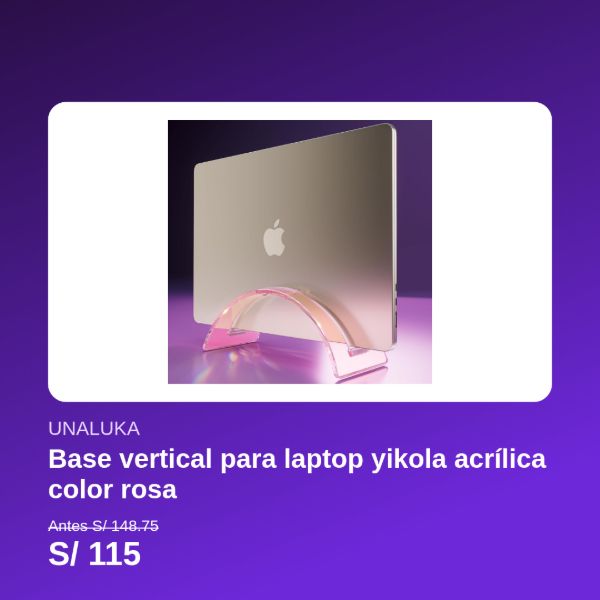 UNALUKA
Base vertical para laptop yikola acrílica
color rosa
Antes S/ 148.75
S/ 115